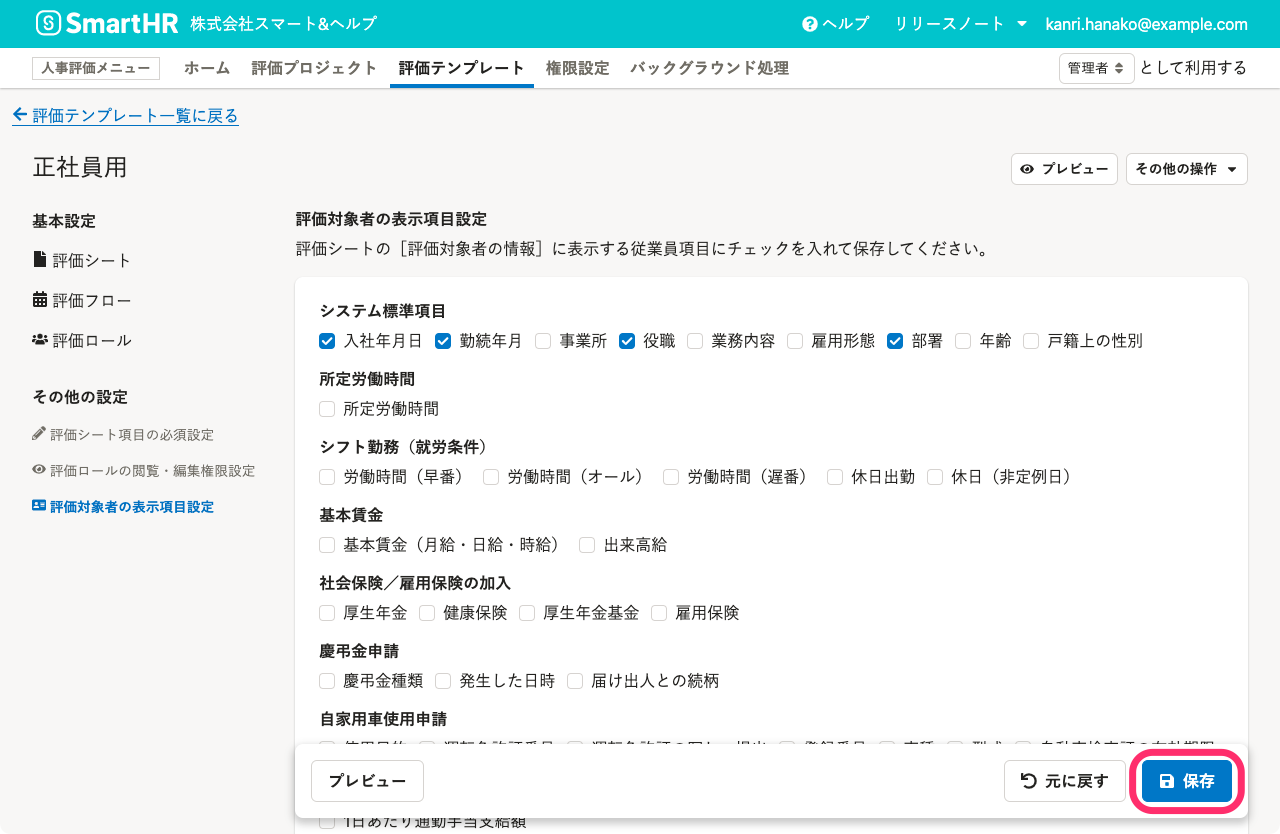 SmartHR 株式会社スマート&ヘルプ ヘルプ リリースノート kanri.hanako@example.com
人事評価メニュー ホーム 評価プロジェクト 評価テンプレート 権限設定 バックグラウンド処理 管理者 として利用する
評価テンプレート一覧に戻る
正社員用
プレビュー その他の操作
基本設定
評価シート
評価フロー
評価ロール
その他の設定
評価シート項目の必須設定
評価ロールの閲覧・編集権限設定
評価対象者の表示項目設定
評価対象者の表示項目設定
評価シートの［評価対象者の情報］に表示する従業員項目にチェックを入れて保存してください。
システム標準項目
入社年月日 勤続年月 事業所 役職 業務内容 雇用形態 部署 年齢 戸籍上の性別
所定労働時間
所定労働時間
シフト勤務（就労条件）
労働時間（早番） 労働時間（オール） 労働時間（遅番） 休日出勤 休日（非定例日）
基本賃金
基本賃金（月給・日給・時給） 出来高給
社会保険／雇用保険の加入
厚生年金 健康保険 厚生年金基金 雇用保険
慶弔金申請
慶弔金種類 発生した日時 届け出人との続柄
自家用車使用申請
プレビュー 元に戻す 保存
1日あたり通勤手当支給額